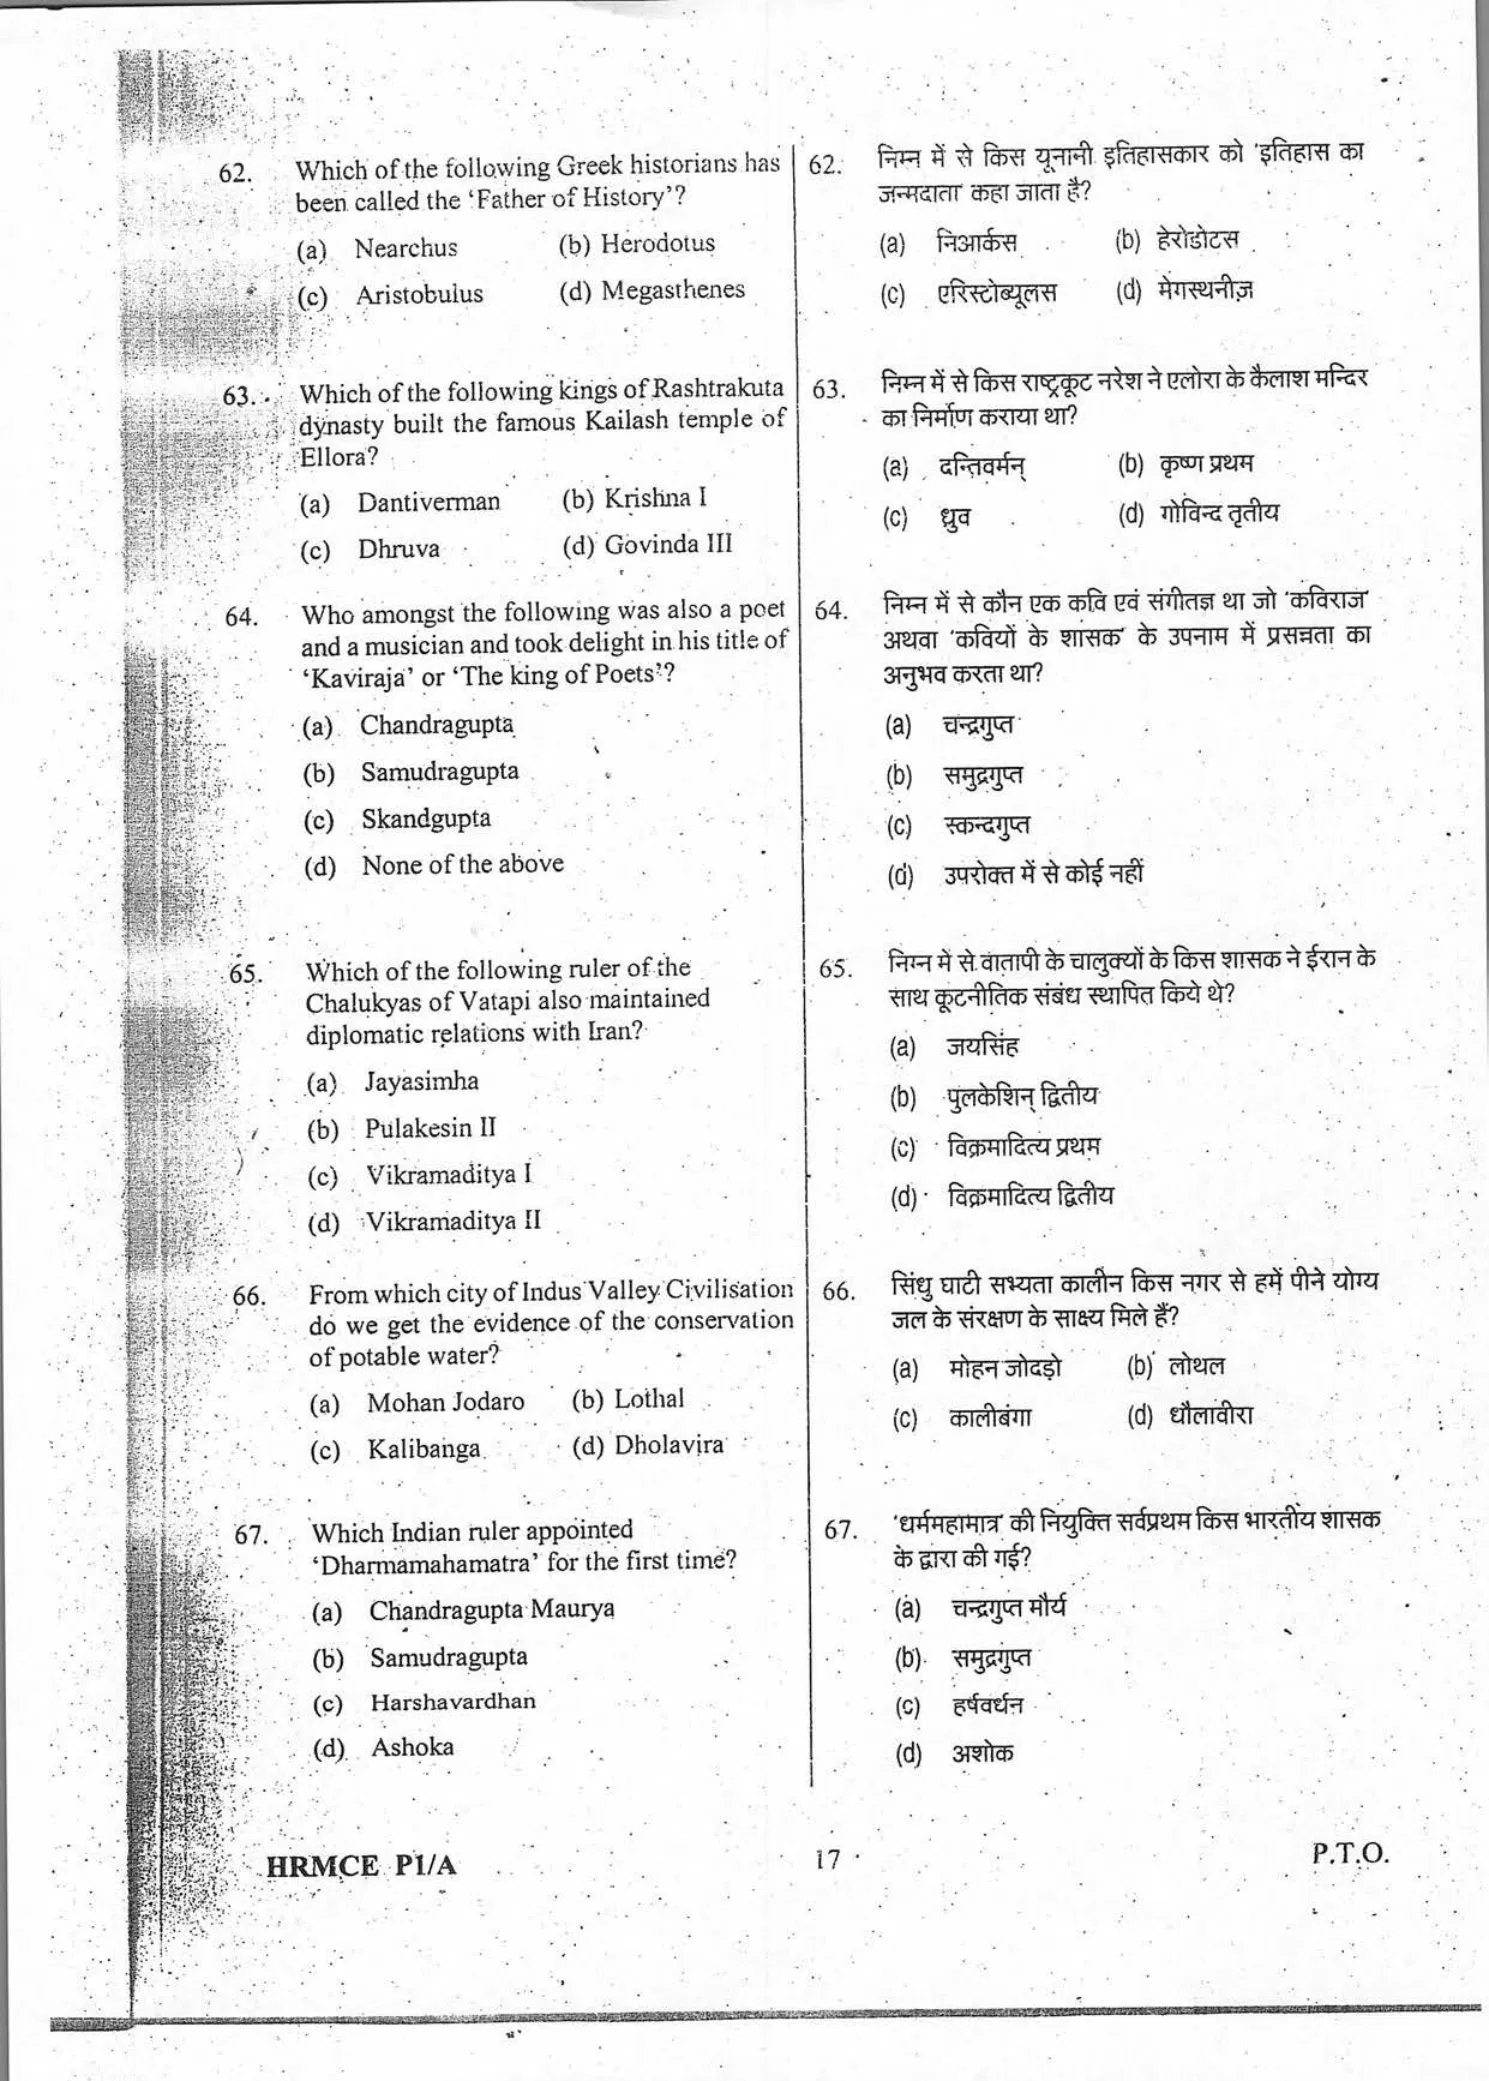 62. Which of the following Greek historians has
been called the ‘Father of History’?
(a) Nearchus (b) Herodotus
(c) Aristobulus (d) Megasthenes
63. Which of the following kings of Rashtrakuta
dynasty built the famous Kailash temple of
Ellora?
(a) Dantiverman (b) Krishna I
(c) Dhruva (d) Govinda III
64. Who amongst the following was also a poet
and a musician and took delight in his title of
‘Kaviraja’ or ‘The king of Poets’?
(a) Chandragupta
(b) Samudragupta
(c) Skandgupta
(d) None of the above
65. Which of the following ruler of the
Chalukyas of Vatapi also maintained
diplomatic relations with Iran?
(a) Jayasimha
(b) Pulakesin II
(c) Vikramaditya I
(d) Vikramaditya II
66. From which city of Indus Valley Civilisation
do we get the evidence of the conservation
of potable water?
(a) Mohan Jodaro (b) Lothal
(c) Kalibanga (d) Dholavira
67. Which Indian ruler appointed
‘Dharmamahamatra’ for the first time?
(a) Chandragupta Maurya
(b) Samudragupta
(c) Harshavardhan
(d) Ashoka
62. निम्न में से किस यूनानी इतिहासकार को 'इतिहास का
जन्मदाता' कहा जाता है?
(a) निआर्कस (b) हेरोडोटस
(c) एरिस्टोब्यूलस (d) मेगस्थनीज़
63. निम्न में से किस राष्ट्रकूट नरेश ने एलोरा के कैलाश मन्दिर
का निर्माण कराया था?
(a) दन्तिवर्मन् (b) कृष्ण प्रथम
(c) ध्रुव (d) गोविन्द तृतीय
64. निम्न में से कौन एक कवि एवं संगीतज्ञ था जो 'कविराज'
अथवा 'कवियों के शासक' के उपनाम में प्रसन्नता का
अनुभव करता था?
(a) चन्द्रगुप्त
(b) समुद्रगुप्त
(c) स्कन्दगुप्त
(d) उपरोक्त में से कोई नहीं
65. निम्न में से वातापी के चालुक्यों के किस शासक ने ईरान के
साथ कूटनीतिक संबंध स्थापित किये थे?
(a) जयसिंह
(b) पुलकेशिन् द्वितीय
(c) विक्रमादित्य प्रथम
(d) विक्रमादित्य द्वितीय
66. सिंधु घाटी सभ्यता कालीन किस नगर से हमें पीने योग्य
जल के संरक्षण के साक्ष्य मिले हैं?
(a) मोहन जोदड़ो (b) लोथल
(c) कालीबंगा (d) धौलावीरा
67. 'धर्ममहामात्र' की नियुक्ति सर्वप्रथम किस भारतीय शासक
के द्वारा की गई?
(a) चन्द्रगुप्त मौर्य
(b) समुद्रगुप्त
(c) हर्षवर्धन
(d) अशोक
HRMCE P1/A 17 P.T.O.